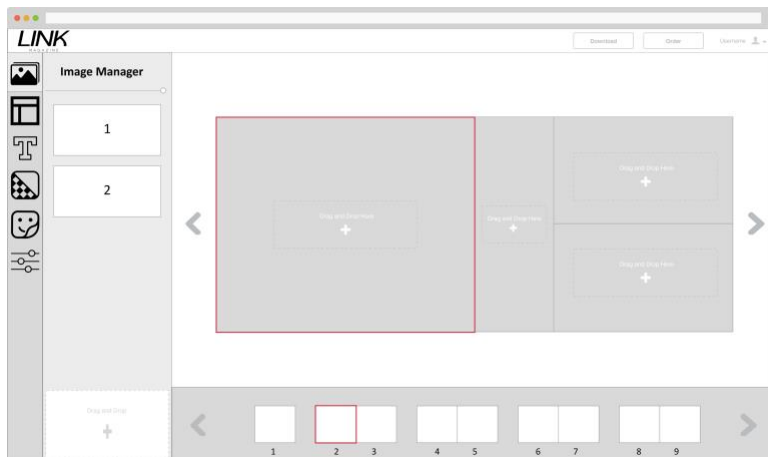 LINK
MAGAZINE
Download
Order
Username
Image Manager
1
2
Drag and Drop Here
Drag and Drop Here
Drag and Drop Here
Drag and Drop Here
Drag and Drop
1 2 3 4 5 6 7 8 9